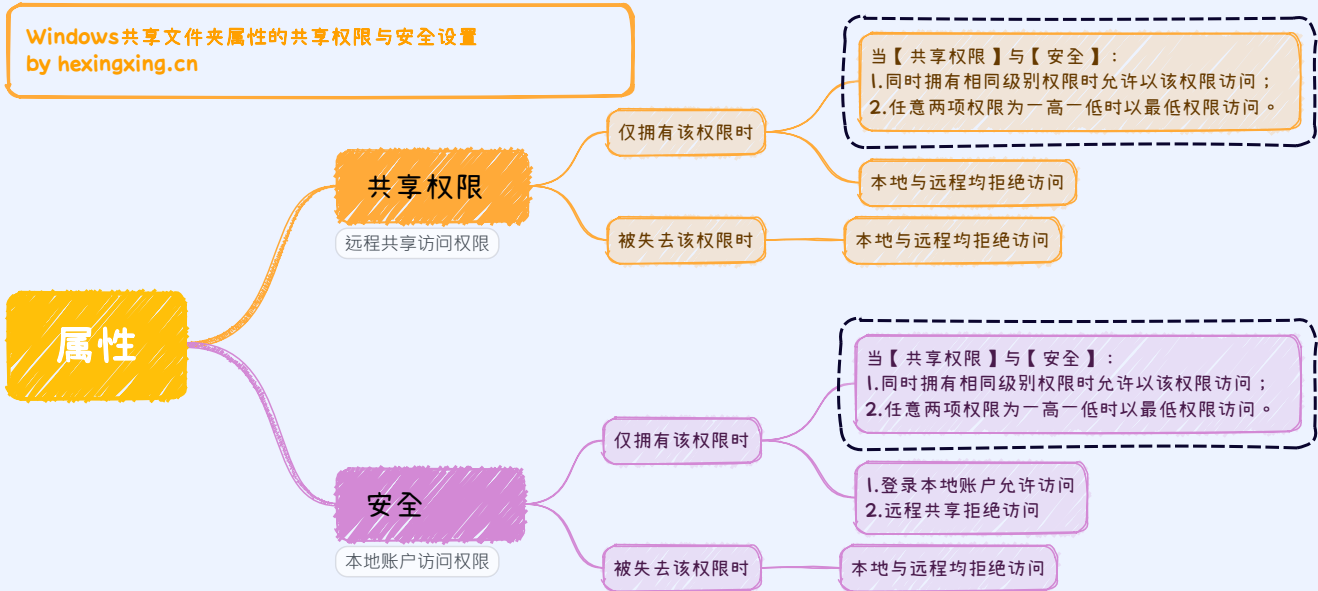 Windows共享文件夹属性的共享权限与安全设置
by hexingxing.cn
属性
共享权限
远程共享访问权限
仅拥有该权限时
当【 共享权限 】与【 安全 】：
1.同时拥有相同级别权限时允许以该权限访问；
2.任意两项权限为一高一低时以最低权限访问。
本地与远程均拒绝访问
被失去该权限时
本地与远程均拒绝访问
安全
本地账户访问权限
仅拥有该权限时
当【 共享权限 】与【 安全 】：
1.同时拥有相同级别权限时允许以该权限访问；
2.任意两项权限为一高一低时以最低权限访问。
1.登录本地账户允许访问
2.远程共享拒绝访问
被失去该权限时
本地与远程均拒绝访问